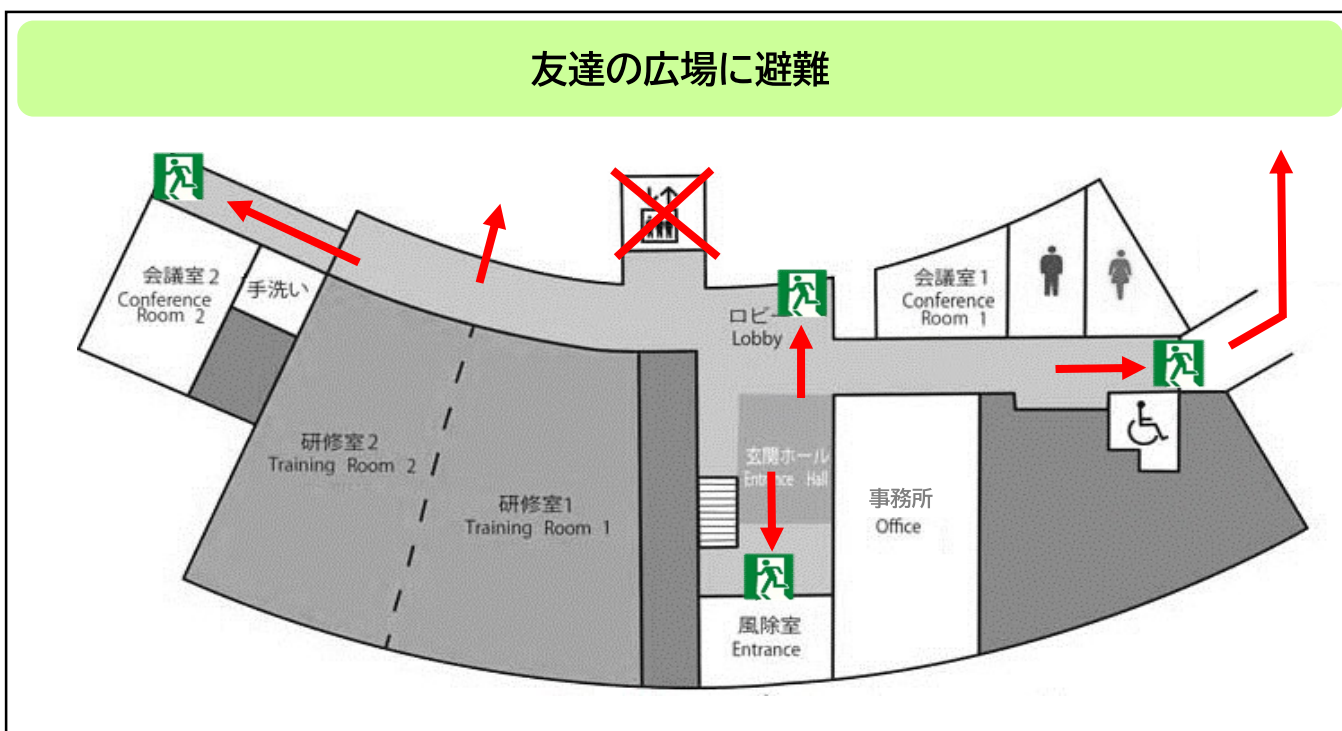 友達の広場に避難
会議室2
Conference
Room 2
手洗い
ロビー
Lobby
会議室1
Conference
Room 1
研修室2
Training Room 2
研修室1
Training Room 1
玄関ホール
Entrance Hall
事務所
Office
風除室
Entrance